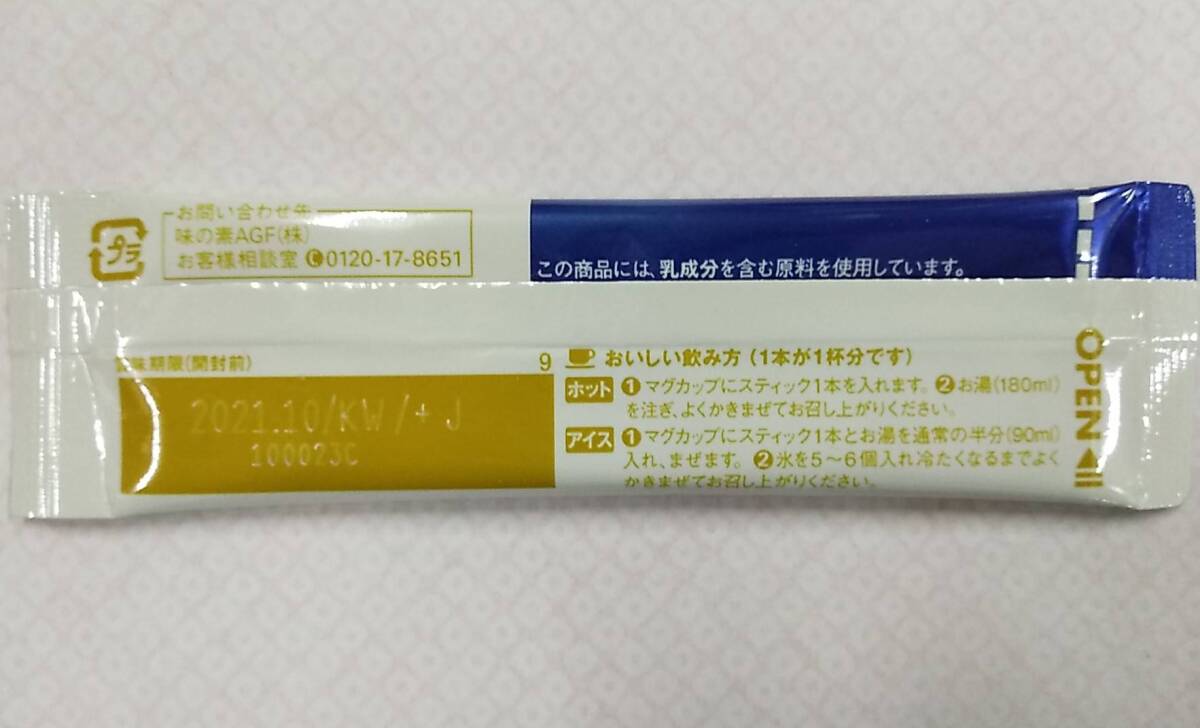 プラ
お問い合わせ先
味の素AGF(株)
お客様相談室 0120-17-8651
この商品には、乳成分を含む原料を使用しています。
味期限(開封前)
9
2021.10/KW/+ J
100023C
おいしい飲み方(1本が1杯分です)
ホット ❶マグカップにスティック1本を入れます。❷お湯(180ml)
を注ぎ、よくかきまぜてお召し上がりください。
アイス ❶マグカップにスティック1本とお湯を通常の半分(90ml)
入れ、まぜます。❷氷を5〜6個入れ冷たくなるまでよく
かきまぜてお召し上がりください。
OPEN